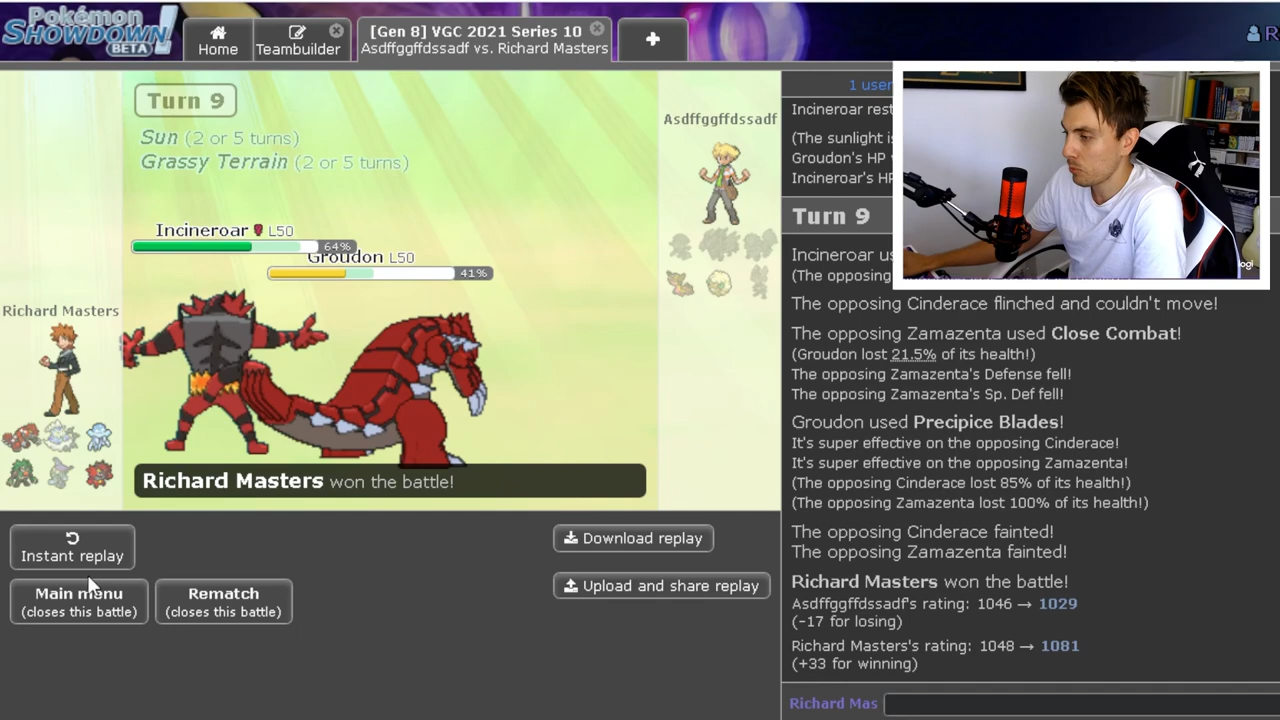 Pokémon
SHOWDOWN!
BETA
Home
Teambuilder
[Gen 8] VGC 2021 Series 10
Asdffggffdssadf vs. Richard Masters
Turn 9
Sun (2 or 5 turns)
Grassy Terrain (2 or 5 turns)
Incineroar L50
64%
Groudon L50
41%
Richard Masters
Asdffggffdssadf
Richard Masters won the battle!
Instant replay
Main menu
(closes this battle)
Rematch
(closes this battle)
Download replay
Upload and share replay
1 user
Incineroar rest
(The sunlight is
Groudon's HP
Incineroar's HP
Turn 9
Incineroar us
(The opposing
The opposing Cinderace flinched and couldn't move!
The opposing Zamazenta used Close Combat!
(Groudon lost 21.5% of its health!)
The opposing Zamazenta's Defense fell!
The opposing Zamazenta's Sp. Def fell!
Groudon used Precipice Blades!
It's super effective on the opposing Cinderace!
It's super effective on the opposing Zamazenta!
(The opposing Cinderace lost 85% of its health!)
(The opposing Zamazenta lost 100% of its health!)
The opposing Cinderace fainted!
The opposing Zamazenta fainted!
Richard Masters won the battle!
Asdffggffdssadf's rating: 1046 → 1029
(-17 for losing)
Richard Masters's rating: 1048 → 1081
(+33 for winning)
Richard Mas